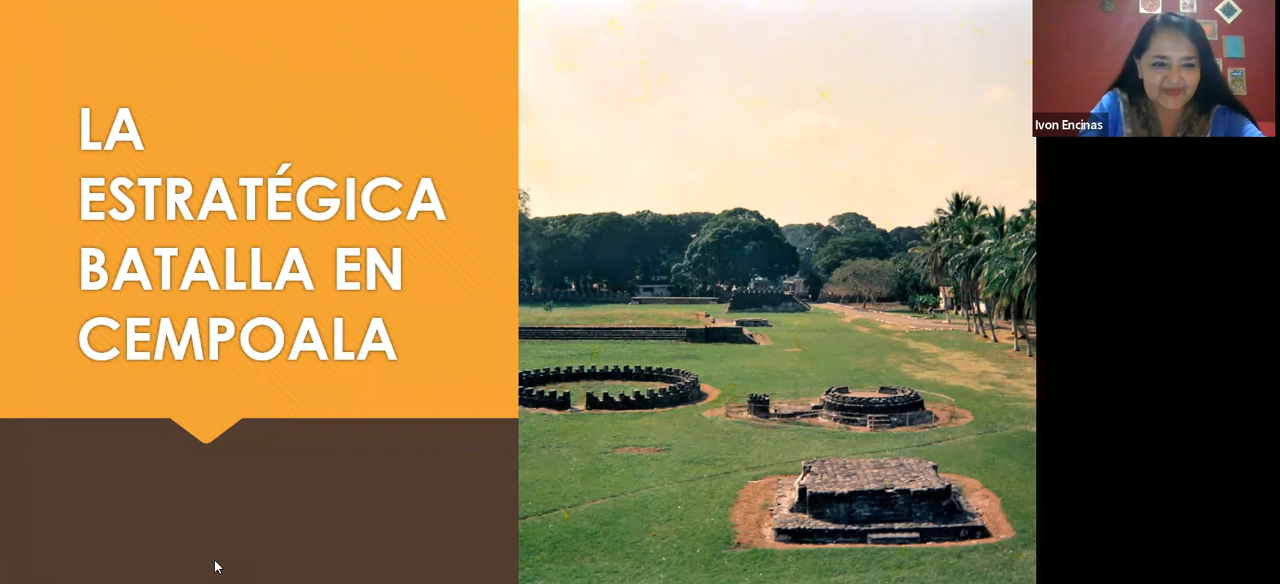 LA
ESTRATÉGICA
BATALLA EN
CEMPOALA
Ivon Encinas